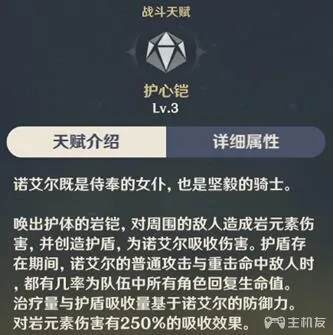 战斗天赋
护心铠
Lv.3
天赋介绍
详细属性
诺艾尔既是侍奉的女仆，也是坚毅的骑士。
唤出护体的岩铠，对周围的敌人造成岩元素伤
害，并创造护盾，为诺艾尔吸收伤害。护盾存
在期间，诺艾尔的普通攻击与重击命中敌人时
，都有几率为队伍中所有角色回复生命值。
治疗量与护盾吸收量基于诺艾尔的防御力。
对岩元素伤害有250%的吸收效果。
主机友